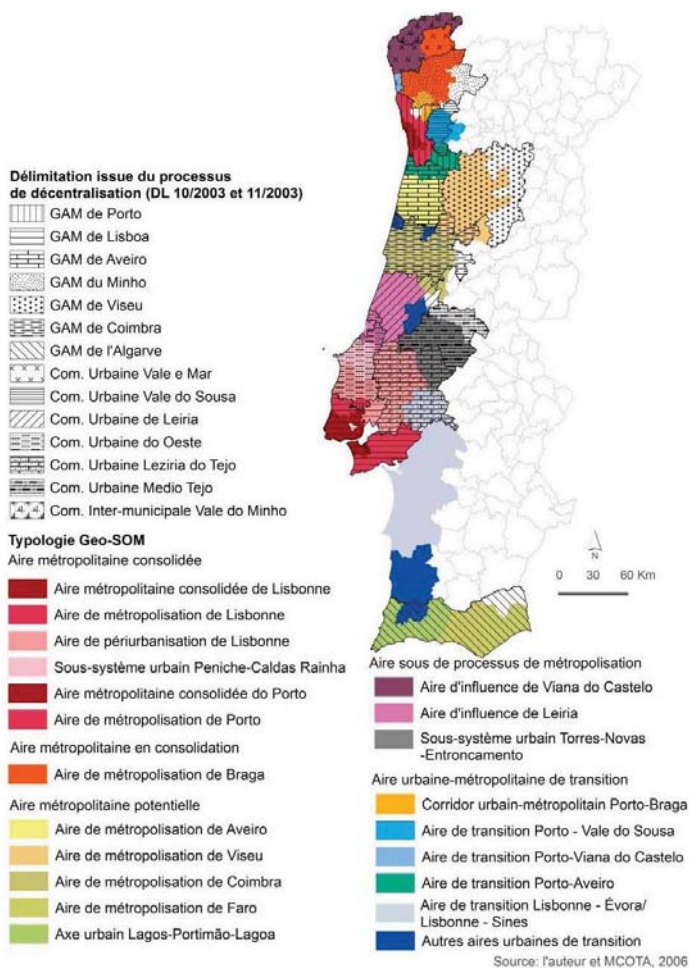 Délimitation issue du processus
de décentralisation (DL 10/2003 et 11/2003)
GAM de Porto
GAM de Lisboa
GAM de Aveiro
GAM du Minho
GAM de Viseu
GAM de Coimbra
GAM de l'Algarve
Com. Urbaine Vale e Mar
Com. Urbaine Vale do Sousa
Com. Urbaine de Leiria
Com. Urbaine do Oeste
Com. Urbaine Leziria do Tejo
Com. Urbaine Medio Tejo
Com. Inter-municipale Vale do Minho
Typologie Geo-SOM
Aire métropolitaine consolidée
Aire métropolitaine consolidée de Lisbonne
Aire de métropolisation de Lisbonne
Aire de périurbanisation de Lisbonne
Sous-système urbain Peniche-Caldas Rainha
Aire métropolitaine consolidée do Porto
Aire de métropolisation de Porto
Aire métropolitaine en consolidation
Aire de métropolisation de Braga
Aire métropolitaine potentielle
Aire de métropolisation de Aveiro
Aire de métropolisation de Viseu
Aire de métropolisation de Coimbra
Aire de métropolisation de Faro
Axe urbain Lagos-Portimão-Lagoa
N
0 30 60 Km
Aire sous de processus de métropolisation
Aire d'influence de Viana do Castelo
Aire d'influence de Leiria
Sous-système urbain Torres-Novas
-Entroncamento
Aire urbaine-métropolitaine de transition
Corridor urbain-métropolitain Porto-Braga
Aire de transition Porto - Vale do Sousa
Aire de transition Porto-Viana do Castelo
Aire de transition Porto-Aveiro
Aire de transition Lisbonne - Évora/
Lisbonne - Sines
Autres aires urbaines de transition
Source: l'auteur et MCOTA, 2006